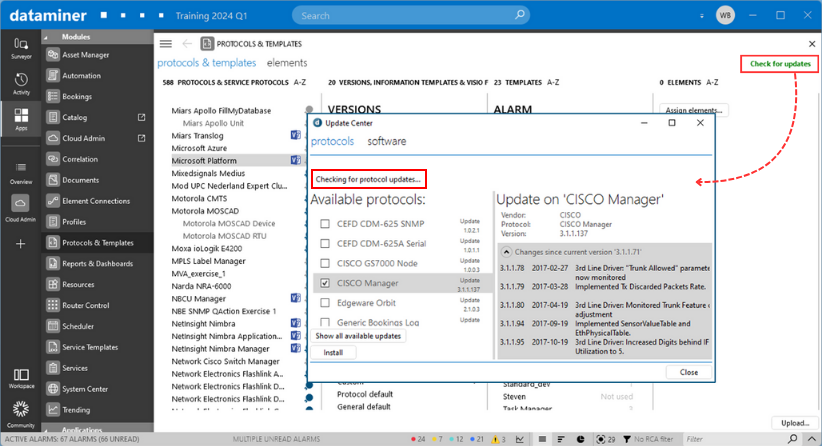 dataminer
Training 2024 Q1
Search
WB
Modules
Surveyor
Activity
Apps
Overview
Cloud Admin
Workspace
Community
Asset Manager
Automation
Bookings
Catalog
Cloud Admin
Correlation
Documents
Element Connections
Profiles
Protocols & Templates
Reports & Dashboards
Resources
Router Control
Scheduler
Service Templates
Services
System Center
Trending
Applications
PROTOCOLS & TEMPLATES
protocols & templates elements
Check for updates
588 PROTOCOLS & SERVICE PROTOCOLS A-Z
20 VERSIONS, INFORMATION TEMPLATES & VISIO F
23 TEMPLATES A-Z
0 ELEMENTS A-Z
Miars Apollo FillMyDatabase
Miars Apollo Unit
Miars Translog
Microsoft Azure
Microsoft Platform
Mixedsignals Medius
Mod UPC Nederland Expert Clu...
Motorola CMTS
Motorola MOSCAD
Motorola MOSCAD Device
Motorola MOSCAD RTU
Moxa ioLogik E4200
MPLS Label Manager
MVA_exercise_1
Narda NRA-6000
NBCU Manager
NBE SNMP QAction Exercise 1
NetInsight Nimbra
NetInsight Nimbra Application...
NetInsight Nimbra Manager
Network Cisco Switch Manager
Network Electronics Flashlink A...
Network Electronics Flashlink D...
Network Electronics Flashlink D...
VERSIONS
ALARM
Assign elements...
Update Center
protocols software
Checking for protocol updates...
Available protocols:
CEFD CDM-625 SNMP
Update
1.0.2.1
CEFD CDM-625A Serial
Update
1.0.1.1
CISCO GS7000 Node
Update
1.0.0.3
CISCO Manager
Update
3.1.1.137
Edgeware Orbit
Update
2.1.0.3
Generic Bookings Log
Update
Show all available updates
Install
Update on 'CISCO Manager'
Vendor: CISCO
Protocol: CISCO Manager
Version: 3.1.1.137
Changes since current version '3.1.1.71'
3.1.1.78 2017-02-27 3rd Line Driver: "Trunk Allowed" paramete
now monitored
3.1.1.79 2017-03-28 Implemented Tx Discarded Packets Rate.
3.1.1.80 2017-04-19 3rd Line Driver: Monitored Trunk Feature
adjustment
3.1.1.94 2017-09-19 Implemented SensorValueTable and
EthPhysicalTable.
3.1.1.95 2017-10-19 3rd Line Driver: Increased Digits behind IF
Utilization to 5.
Close
Custom
Protocol default
General default
Standard_dev
Steven Not used
Task Manager
Upload...
ACTIVE ALARMS: 67 ALARMS (66 UNREAD)
MULTIPLE UNREAD ALARMS
24 7 12 21 3
29
No RCA filter
Filter